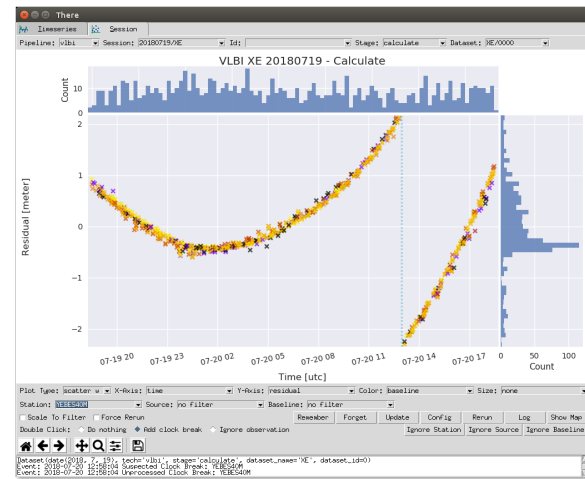 There
Timeseries Session
Pipeline: vlbi Session: 20180719/XE Id: Stage: calculate Dataset: XE/0000
VLBI XE 20180719 - Calculate
Count
10
0
Residual [meter]
2
1
0
−1
−2
07-19 20 07-19 23 07-20 02 07-20 05 07-20 08 07-20 11 07-20 14 07-20 17
0 50 100
Time [utc]
Count
Plot Type: scatter w X-Axis: time Y-Axis: residual Color: baseline Size: none
Station: YEBES40M Source: no filter Baseline: no filter
Scale To Filter Force Rerun Remember Forget Update Config Rerun Log Show Map
Double Click: Do nothing Add clock break Ignore observation Ignore Station Ignore Source Ignore Baseline
Dataset(date(2018, 7, 19), tech='vlbi', stage='calculate', dataset_name='XE', dataset_id=0)
Event: 2018-07-20 12:58:04 Suspected Clock Break: YEBES40M
Event: 2018-07-20 12:58:04 Clock Break: YEBES40M